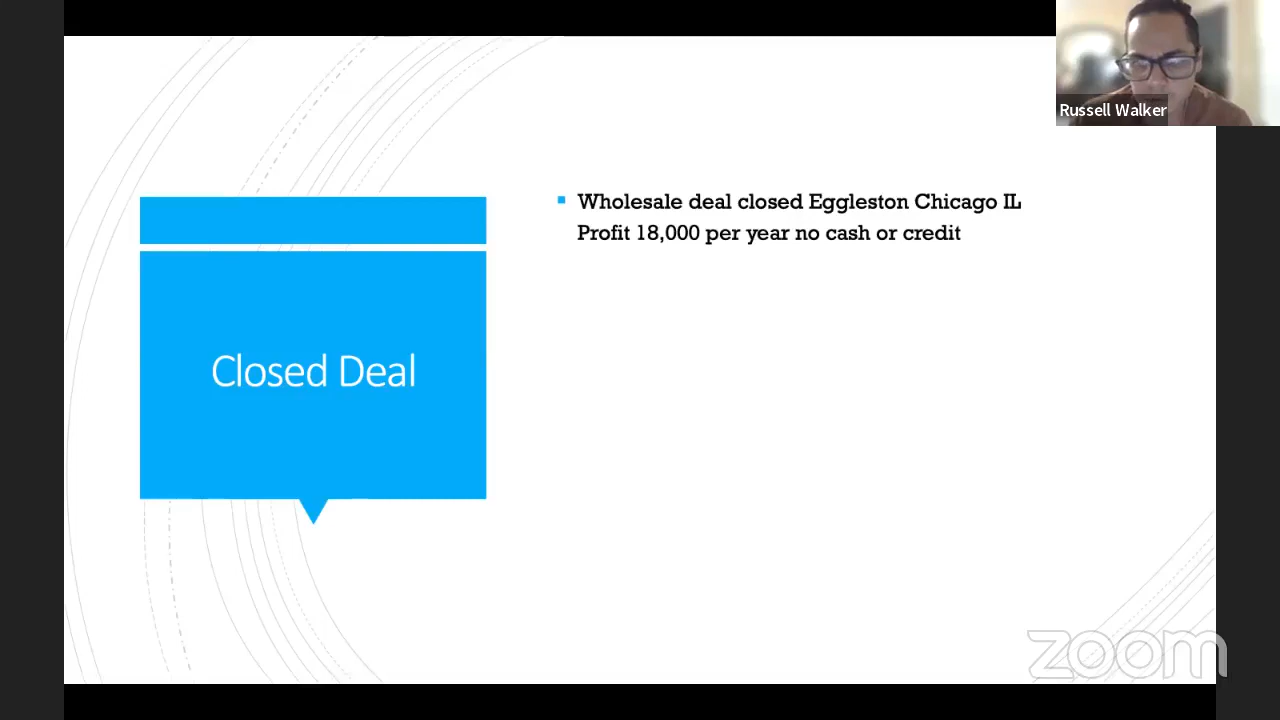 Russell Walker
Wholesale deal closed Eggleston Chicago IL
Profit 18,000 per year no cash or credit
Closed Deal
zoom